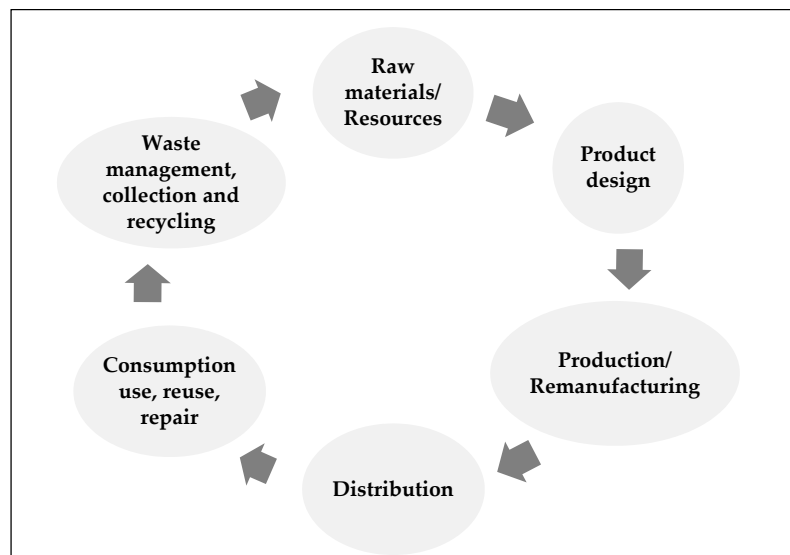 Raw
materials/
Resources
Product
design
Production/
Remanufacturing
Distribution
Consumption
use, reuse,
repair
Waste
management,
collection and
recycling